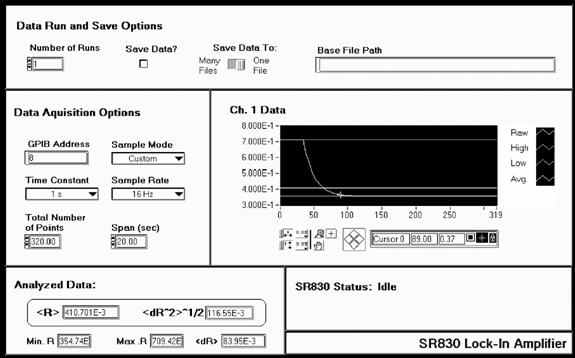 Data Run and Save Options
Number of Runs
1
Save Data?
Save Data To:
Many Files
One File
Base File Path
Data Aquisition Options
GPIB Address
8
Sample Mode
Custom
Time Constant
1 s
Sample Rate
16 Hz
Total Number of Points
320.00
Span (sec)
20.00
Ch. 1 Data
8.000E-1
7.000E-1
6.000E-1
5.000E-1
4.000E-1
3.000E-1
0
50
100
150
200
250
319
Raw
High
Low
Avg.
Cursor 0
89.00
0.37
Analyzed Data:
<R>
410.701E-3
<dR^2>^1/2
116.55E-3
Min. R
354.74E
Max .R
709.42E
<dR>
83.95E-3
SR830 Status: Idle
SR830 Lock-In Amplifier